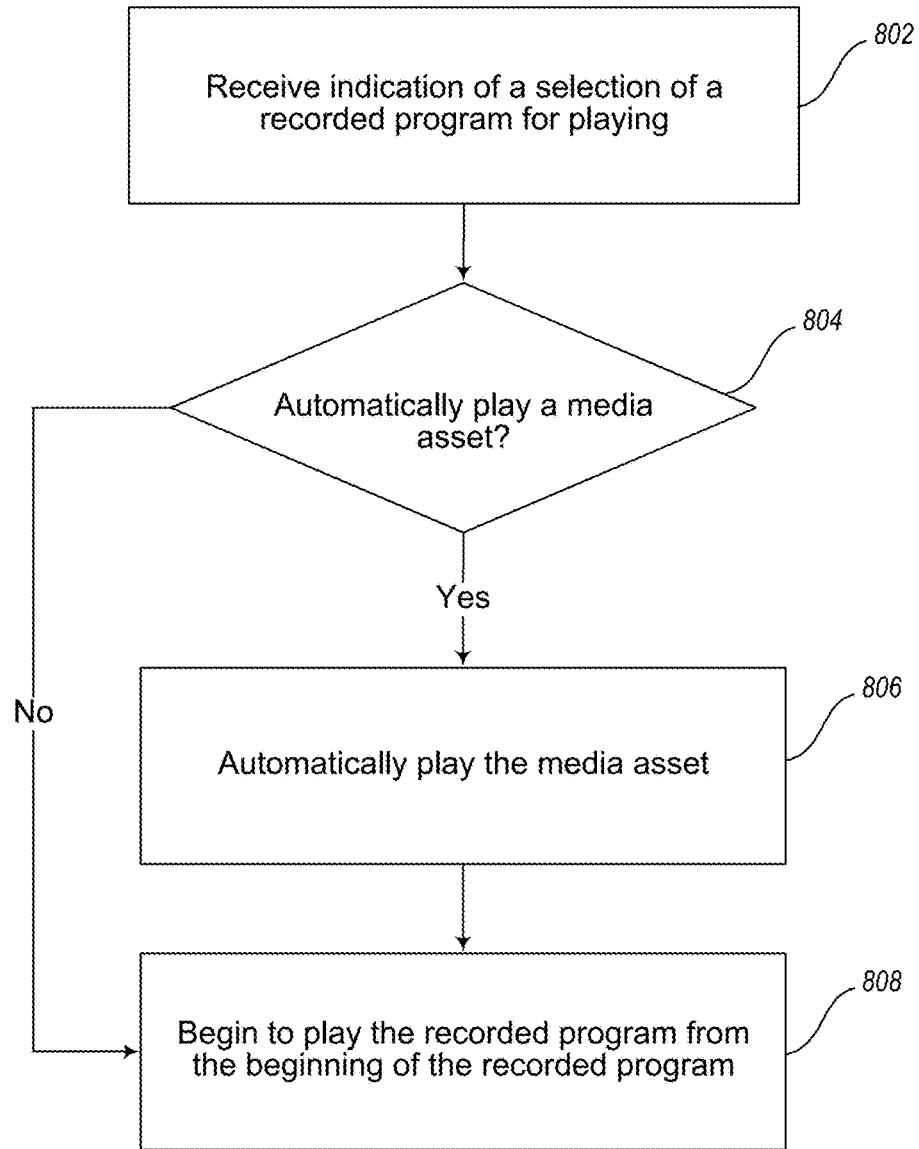 802
Receive indication of a selection of a
recorded program for playing
804
Automatically play a media
asset?
Yes
No
806
Automatically play the media asset
808
Begin to play the recorded program from
the beginning of the recorded program